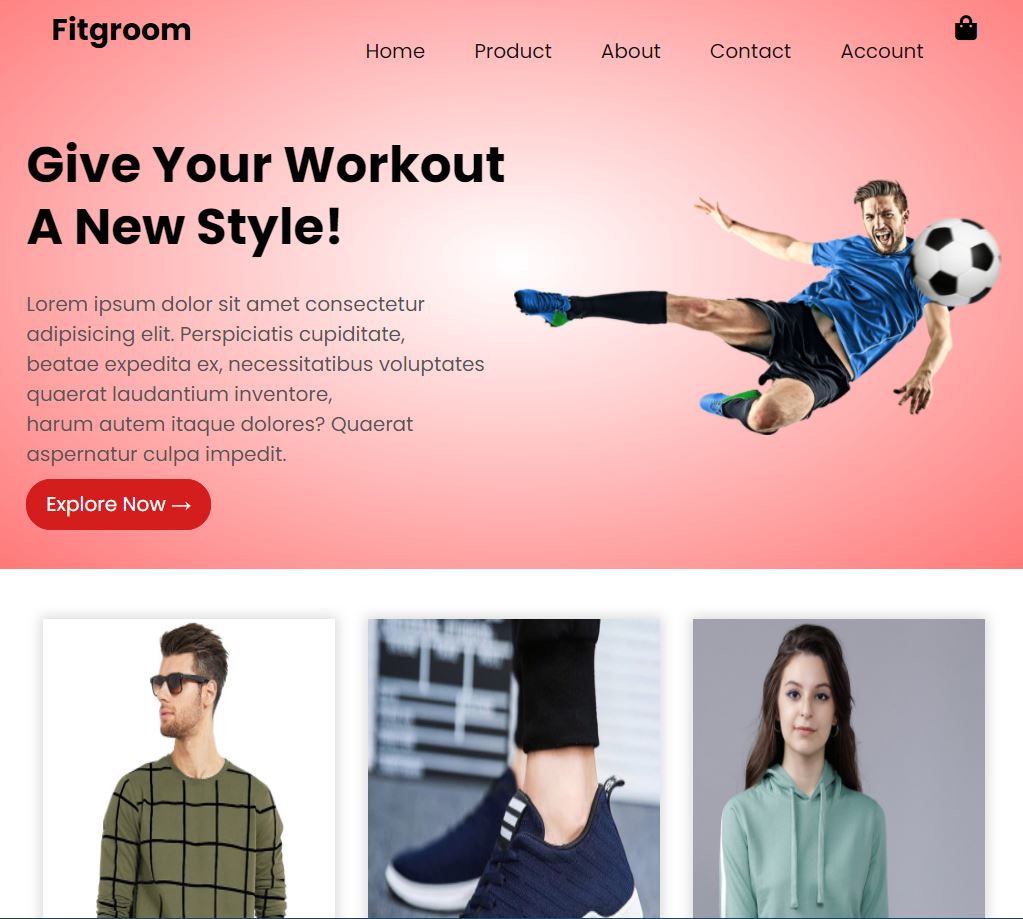 Fitgroom
Home Product About Contact Account
Give Your Workout
A New Style!
Lorem ipsum dolor sit amet consectetur
adipisicing elit. Perspiciatis cupiditate,
beatae expedita ex, necessitatibus voluptates
quaerat laudantium inventore,
harum autem itaque dolores? Quaerat
aspernatur culpa impedit.
Explore Now →